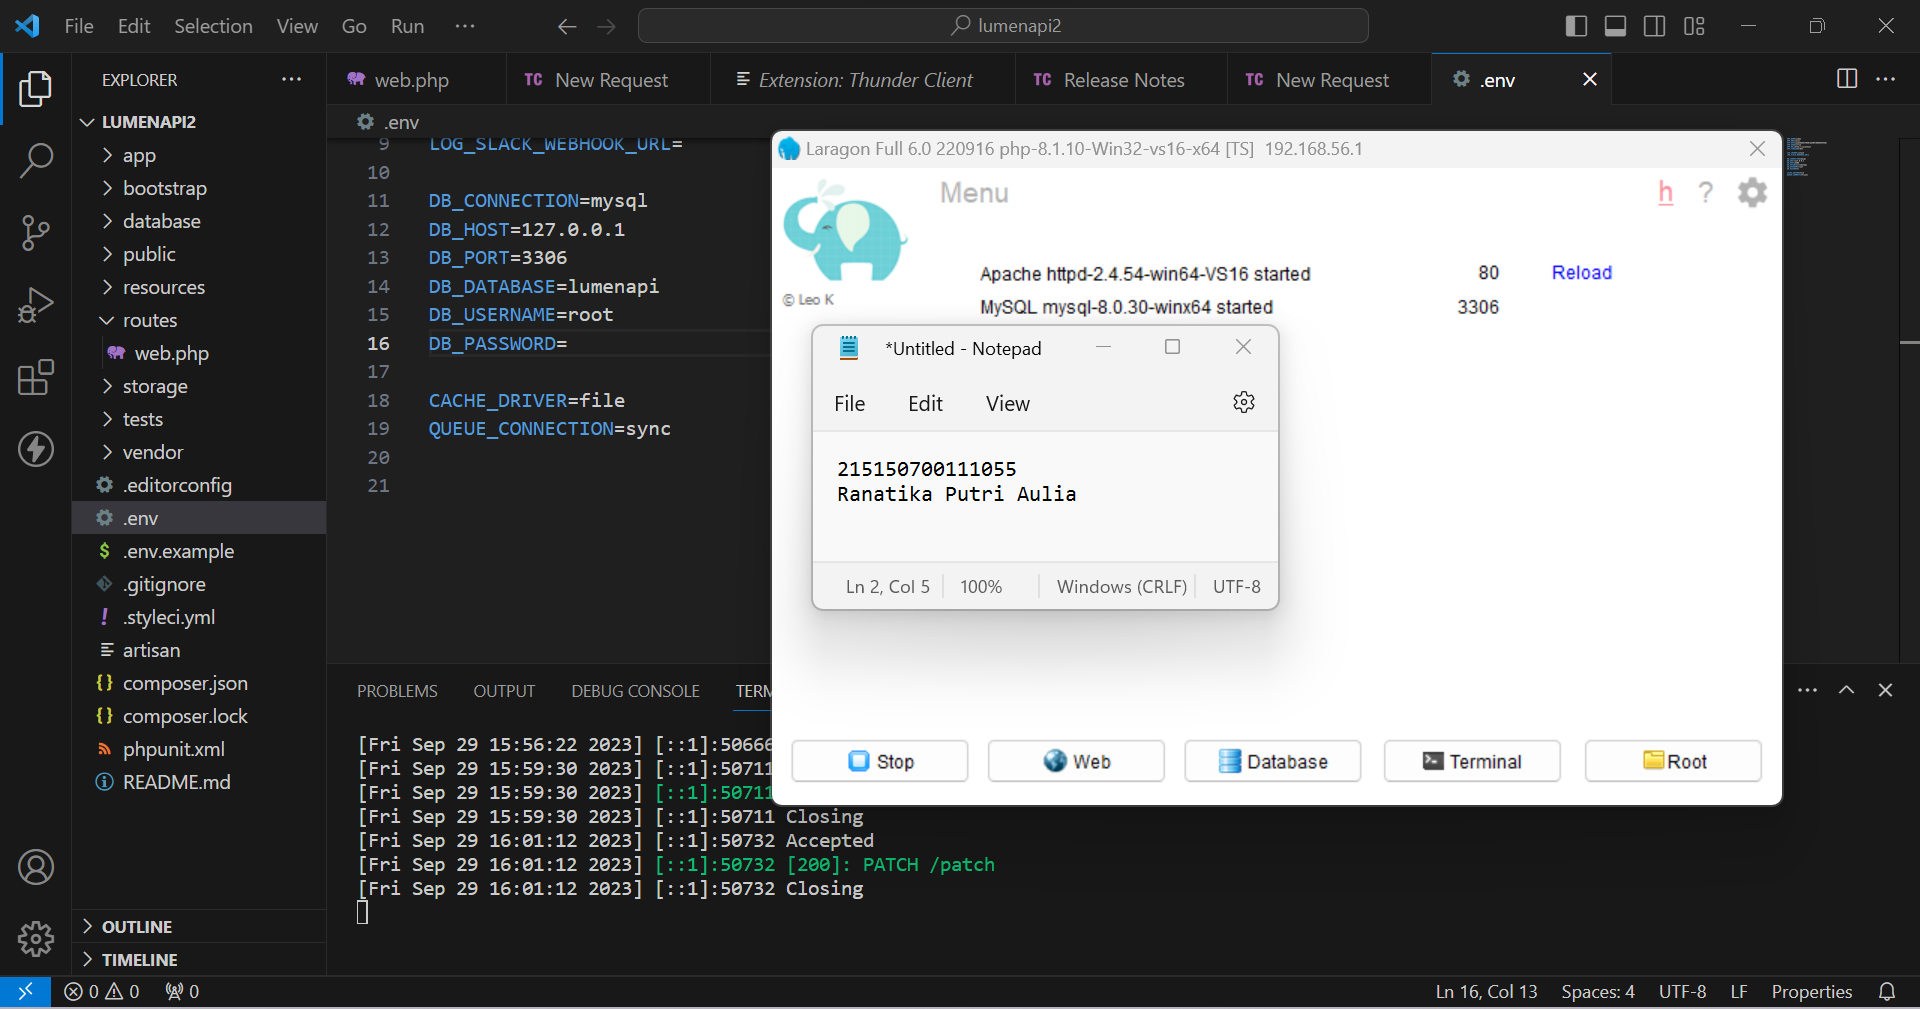 File Edit Selection View Go Run ··· lumenapi2
EXPLORER ···
LUMENAPI2
app
bootstrap
database
public
resources
routes
web.php
storage
tests
vendor
.editorconfig
.env
.env.example
.gitignore
.styleci.yml
artisan
composer.json
composer.lock
phpunit.xml
README.md
OUTLINE
TIMELINE
web.php TC New Request Extension: Thunder Client TC Release Notes TC New Request .env
.env
9 LOG_SLACK_WEBHOOK_URL=
10
11 DB_CONNECTION=mysql
12 DB_HOST=127.0.0.1
13 DB_PORT=3306
14 DB_DATABASE=lumenapi
15 DB_USERNAME=root
16 DB_PASSWORD=
17
18 CACHE_DRIVER=file
19 QUEUE_CONNECTION=sync
20
21
Laragon Full 6.0 220916 php-8.1.10-Win32-vs16-x64 [TS] 192.168.56.1
Menu h ?
© Leo K
Apache httpd-2.4.54-win64-VS16 started 80 Reload
MySQL mysql-8.0.30-winx64 started 3306
*Untitled - Notepad
File Edit View
215150700111055
Ranatika Putri Aulia
Ln 2, Col 5 100% Windows (CRLF) UTF-8
Stop Web Database Terminal Root
PROBLEMS OUTPUT DEBUG CONSOLE TERM
[Fri Sep 29 15:56:22 2023] [::1]:50666
[Fri Sep 29 15:59:30 2023] [::1]:50711
[Fri Sep 29 15:59:30 2023] [::1]:50711
[Fri Sep 29 15:59:30 2023] [::1]:50711 Closing
[Fri Sep 29 16:01:12 2023] [::1]:50732 Accepted
[Fri Sep 29 16:01:12 2023] [::1]:50732 [200]: PATCH /patch
[Fri Sep 29 16:01:12 2023] [::1]:50732 Closing
0 0 0 Ln 16, Col 13 Spaces: 4 UTF-8 LF Properties